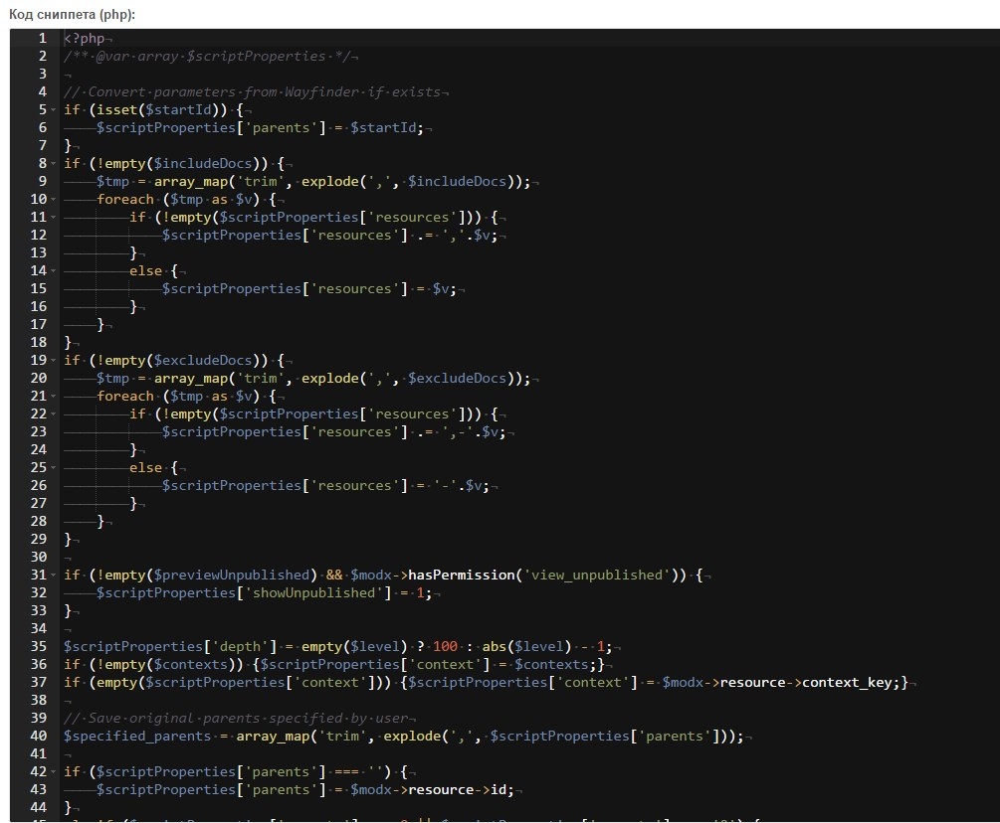 Код сниппета (php):
1 <?php
2 /** @var array $scriptProperties */
3
4 // Convert parameters from Wayfinder if exists
5 if (isset($startId)) {
6 $scriptProperties['parents'] = $startId;
7 }
8 if (!empty($includeDocs)) {
9 $tmp = array_map('trim', explode(',', $includeDocs));
10 foreach ($tmp as $v) {
11 if (!empty($scriptProperties['resources'])) {
12 $scriptProperties['resources'] .= ','.$v;
13 }
14 else {
15 $scriptProperties['resources'] = $v;
16 }
17 }
18 }
19 if (!empty($excludeDocs)) {
20 $tmp = array_map('trim', explode(',', $excludeDocs));
21 foreach ($tmp as $v) {
22 if (!empty($scriptProperties['resources'])) {
23 $scriptProperties['resources'] .= ',-'.$v;
24 }
25 else {
26 $scriptProperties['resources'] = '-'.$v;
27 }
28 }
29 }
30
31 if (!empty($previewUnpublished) && $modx->hasPermission('view_unpublished')) {
32 $scriptProperties['showUnpublished'] = 1;
33 }
34
35 $scriptProperties['depth'] = empty($level) ? 100 : abs($level) - 1;
36 if (!empty($contexts)) {$scriptProperties['context'] = $contexts;}
37 if (empty($scriptProperties['context'])) {$scriptProperties['context'] = $modx->resource->context_key;}
38
39 // Save original parents specified by user
40 $specified_parents = array_map('trim', explode(',', $scriptProperties['parents']));
41
42 if ($scriptProperties['parents'] === '') {
43 $scriptProperties['parents'] = $modx->resource->id;
44 }